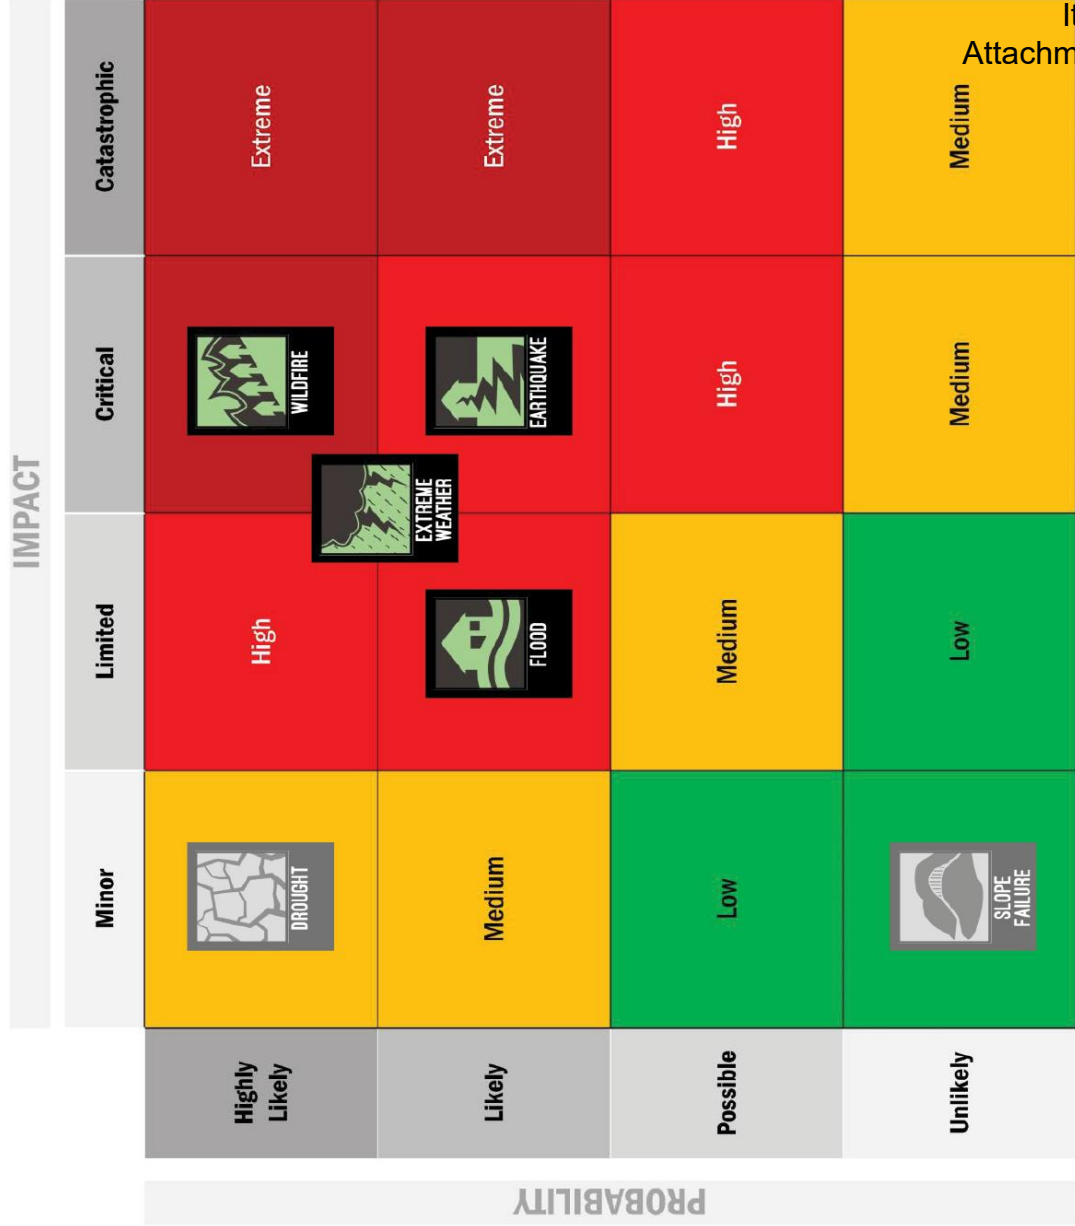 It
Attachm
IMPACT
Minor
Limited
Critical
Catastrophic
PROBABILITY
Highly
Likely
DROUGHT
High
WILDFIRE
Extreme
EXTREME
WEATHER
Likely
Medium
FLOOD
EARTHQUAKE
Extreme
Possible
Low
Medium
High
High
Unlikely
SLOPE
FAILURE
Low
Medium
Medium